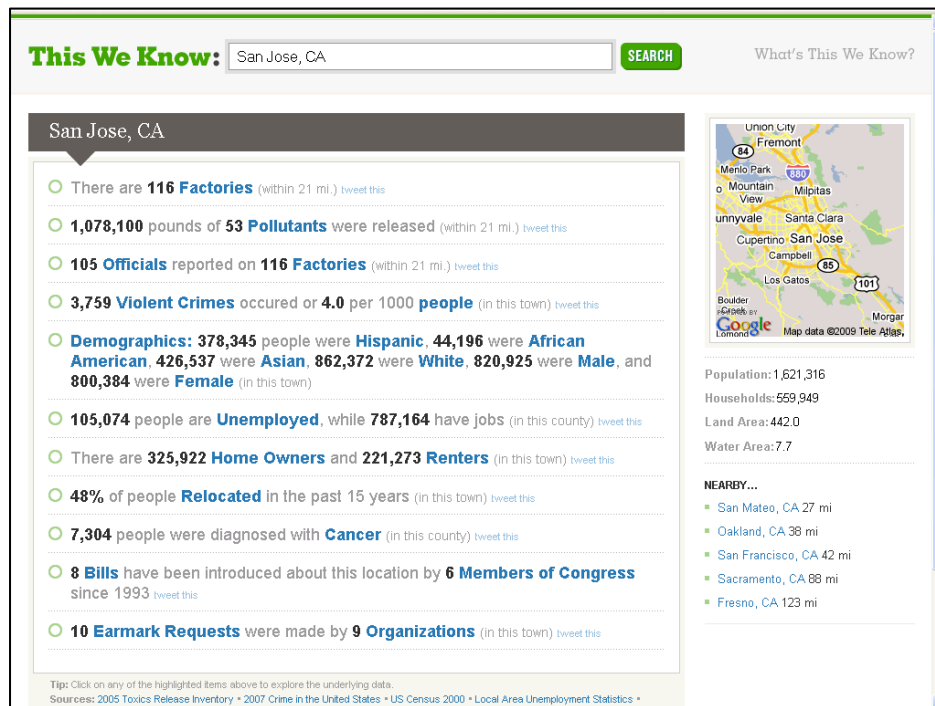 This We Know:
San Jose, CA
SEARCH
What's This We Know?
San Jose, CA
There are 116 Factories (within 21 mi.) tweet this
1,078,100 pounds of 53 Pollutants were released (within 21 mi.) tweet this
105 Officials reported on 116 Factories (within 21 mi.) tweet this
3,759 Violent Crimes occured or 4.0 per 1000 people (in this town) tweet this
Demographics: 378,345 people were Hispanic, 44,196 were African
American, 426,537 were Asian, 862,372 were White, 820,925 were Male, and
800,384 were Female (in this town)
105,074 people are Unemployed, while 787,164 have jobs (in this county) tweet this
There are 325,922 Home Owners and 221,273 Renters (in this town) tweet this
48% of people Relocated in the past 15 years (in this town) tweet this
7,304 people were diagnosed with Cancer (in this county) tweet this
8 Bills have been introduced about this location by 6 Members of Congress
since 1993 tweet this
10 Earmark Requests were made by 9 Organizations (in this town) tweet this
Tip: Click on any of the highlighted items above to explore the underlying data.
Sources: 2005 Toxics Release Inventory • 2007 Crime in the United States • US Census 2000 • Local Area Unemployment Statistics •
Union City
Fremont
84
880
Menlo Park
o Mountain
View
Milpitas
unnyvale
Santa Clara
Cupertino
San Jose
Campbell
85
Los Gatos
101
Boulder
Creek
Morgar
POWERED BY
Google
Lomond
Map data ©2009 Tele Atlas,
Population: 1,621,316
Households: 559,949
Land Area: 442.0
Water Area: 7.7
NEARBY...
San Mateo, CA 27 mi
Oakland, CA 38 mi
San Francisco, CA 42 mi
Sacramento, CA 88 mi
Fresno, CA 123 mi